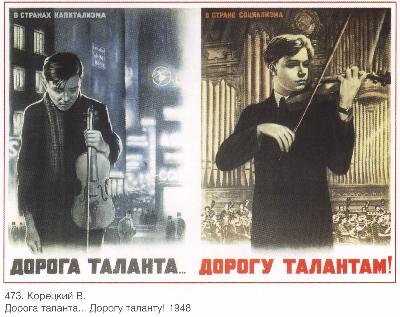 В СТРАНАХ КАПИТАЛИЗМА
В СТРАНЕ СОЦИАЛИЗМА
ДОРОГА ТАЛАНТА...
ДОРОГУ ТАЛАНТАМ!
473. Корецкий В.
Дорога таланта... Дорогу таланту! 1948